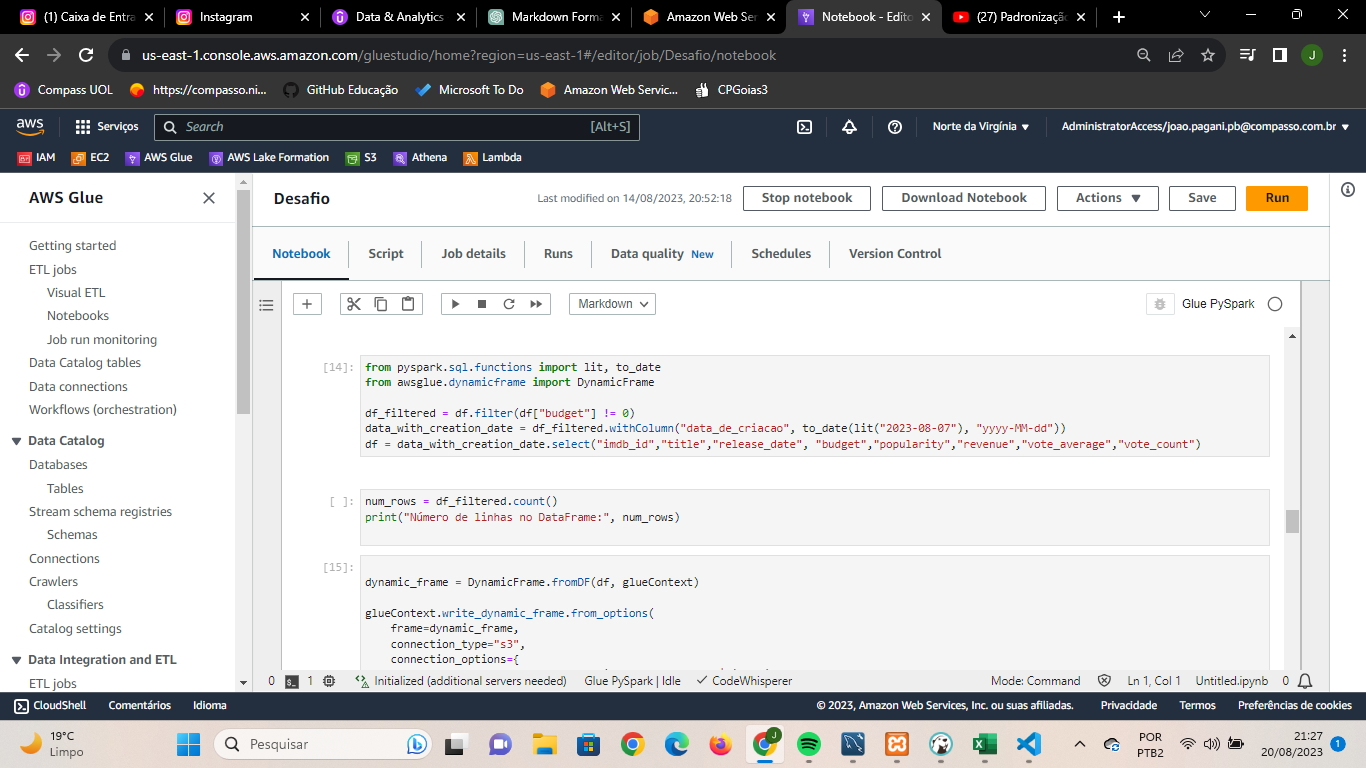 (1) Caixa de Entra
Instagram
Data & Analytics
Markdown Forma
Amazon Web Ser
Notebook - Edito
(27) Padronização
us-east-1.console.aws.amazon.com/gluestudio/home?region=us-east-1#/editor/job/Desafio/notebook
J
Compass UOL
https://compasso.ni...
GitHub Educação
Microsoft To Do
Amazon Web Servic...
CPGoias3
aws
Serviços
Search
[Alt+S]
Norte da Virgínia
AdministratorAccess/joao.pagani.pb@compasso.com.br
IAM
EC2
AWS Glue
AWS Lake Formation
S3
Athena
Lambda
AWS Glue
Getting started
ETL jobs
Visual ETL
Notebooks
Job run monitoring
Data Catalog tables
Data connections
Workflows (orchestration)
Data Catalog
Databases
Tables
Stream schema registries
Schemas
Connections
Crawlers
Classifiers
Catalog settings
Data Integration and ETL
ETL jobs
Desafio
Last modified on 14/08/2023, 20:52:18
Stop notebook
Download Notebook
Actions
Save
Run
Notebook
Script
Job details
Runs
Data quality New
Schedules
Version Control
Markdown
Glue PySpark
[14]:
from pyspark.sql.functions import lit, to_date
from awsglue.dynamicframe import DynamicFrame
df_filtered = df.filter(df["budget"] != 0)
data_with_creation_date = df_filtered.withColumn("data_de_criacao", to_date(lit("2023-08-07"), "yyyy-MM-dd"))
df = data_with_creation_date.select("imdb_id","title","release_date", "budget","popularity","revenue","vote_average","vote_count")
[ ]:
num_rows = df_filtered.count()
print("Número de linhas no DataFrame:", num_rows)
[15]:
dynamic_frame = DynamicFrame.fromDF(df, glueContext)
glueContext.write_dynamic_frame.from_options(
frame=dynamic_frame,
connection_type="s3",
connection_options={
0
1
Initialized (additional servers needed)
Glue PySpark | Idle
CodeWhisperer
Mode: Command
Ln 1, Col 1
Untitled.ipynb
0
CloudShell
Comentários
Idioma
© 2023, Amazon Web Services, Inc. ou suas afiliadas.
Privacidade
Termos
Preferências de cookies
19°C
Limpo
Pesquisar
J
POR
PTB2
21:27
20/08/2023
1